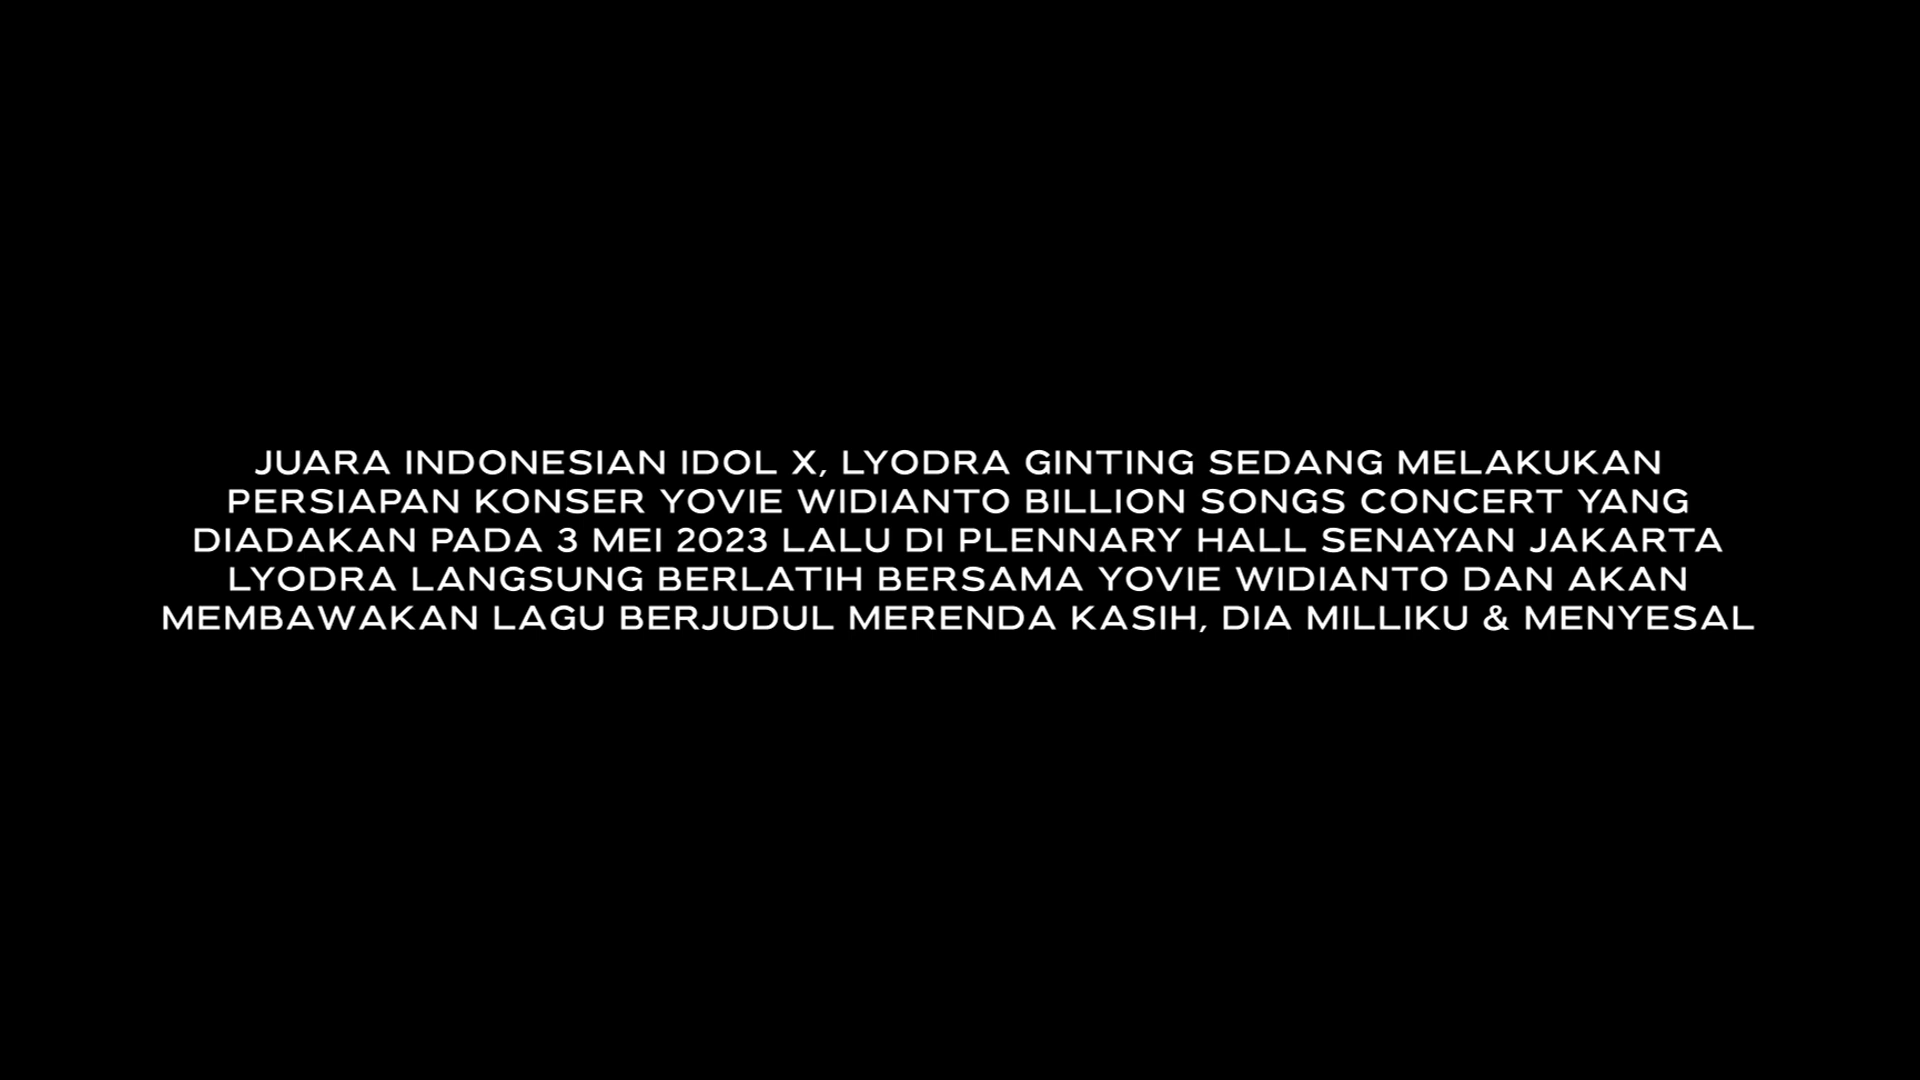 JUARA INDONESIAN IDOL X, LYODRA GINTING SEDANG MELAKUKAN
PERSIAPAN KONSER YOVIE WIDIANTO BILLION SONGS CONCERT YANG
DIADAKAN PADA 3 MEI 2023 LALU DI PLENNARY HALL SENAYAN JAKARTA
LYODRA LANGSUNG BERLATIH BERSAMA YOVIE WIDIANTO DAN AKAN
MEMBAWAKAN LAGU BERJUDUL MERENDA KASIH, DIA MILLIKU & MENYESAL